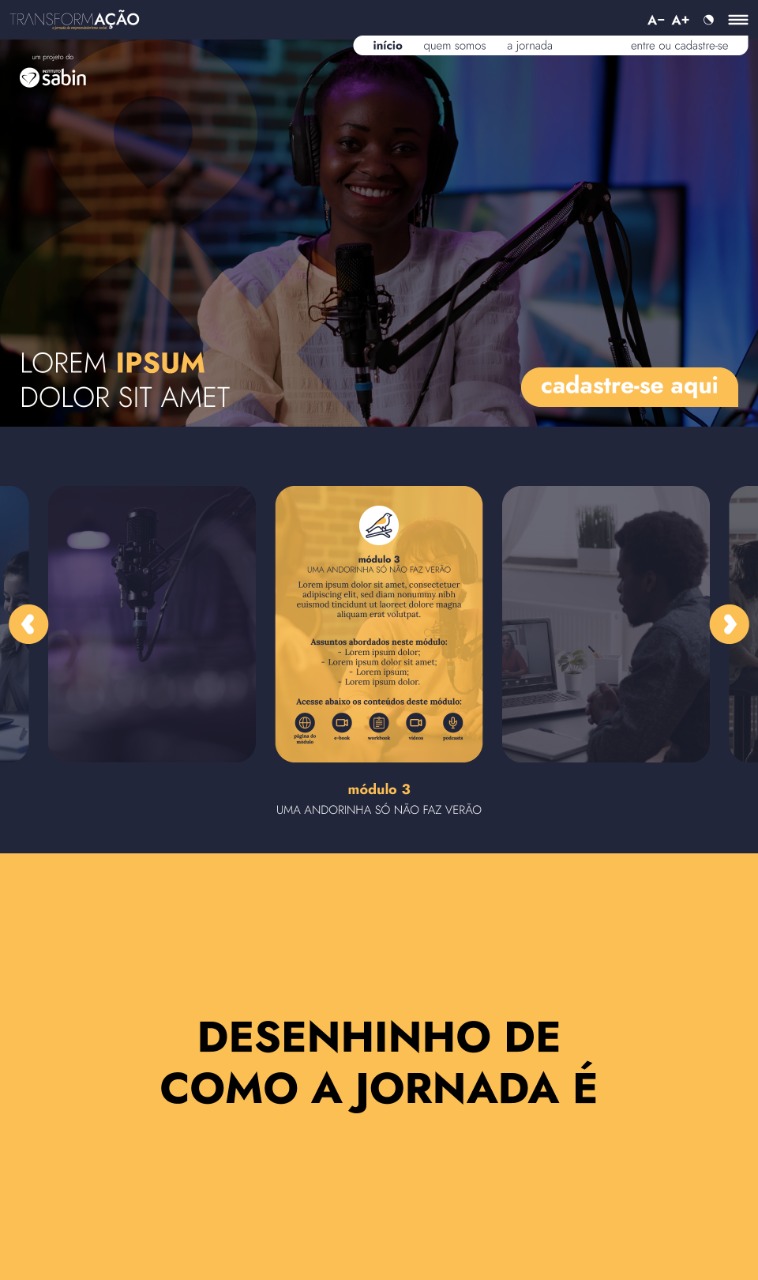 TRANSFORMAÇÃO
A− A+
início quem somos a jornada entre ou cadastre-se
um projeto do
sabin
LOREM IPSUM
DOLOR SIT AMET
cadastre-se aqui
módulo 3
UMA ANDORINHA SÓ NÃO FAZ VERÃO
Lorem ipsum dolor sit amet, consectetuer
adipiscing elit, sed diam nonummy nibh
euismod tincidunt ut laoreet dolore magna
aliquam erat volutpat.
Assuntos abordados neste módulo:
- Lorem ipsum dolor;
- Lorem ipsum dolor sit amet;
- Lorem ipsum;
- Lorem ipsum dolor.
Acesse abaixo os conteúdos deste módulo:
página do e-book workbook vídeos podcasts
módulo
módulo 3
UMA ANDORINHA SÓ NÃO FAZ VERÃO
DESENHINHO DE
COMO A JORNADA É